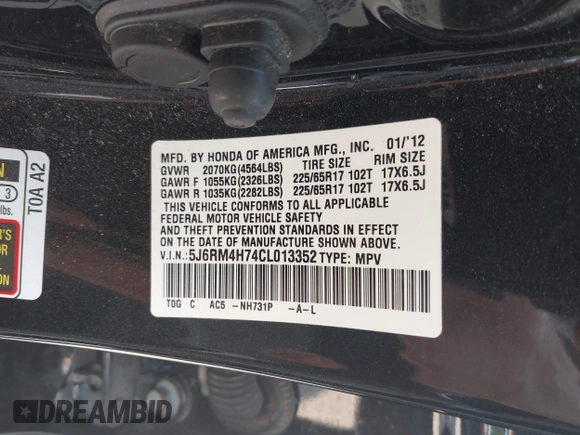 MFD. BY HONDA OF AMERICA MFG., INC. 01/'12
GVWR 2070KG(4564LBS) TIRE SIZE RIM SIZE
GAWR F 1055KG(2326LBS) 225/65R17 102T 17X6.5J
GAWR R 1035KG(2282LBS) 225/65R17 102T 17X6.5J
THIS VEHICLE CONFORMS TO ALL APPLICABLE
FEDERAL MOTOR VEHICLE SAFETY
AND THEFT PREVENTION STANDARDS IN EFFECT
ON THE DATE OF MANUFACTURE SHOWN ABOVE.
V.I.N.: 5J6RM4H74CL013352 TYPE: MPV
TOG C AC5 -NH731P -A-L
T0A A2
N
3
lbs.
R'S
OR
DREAMBID